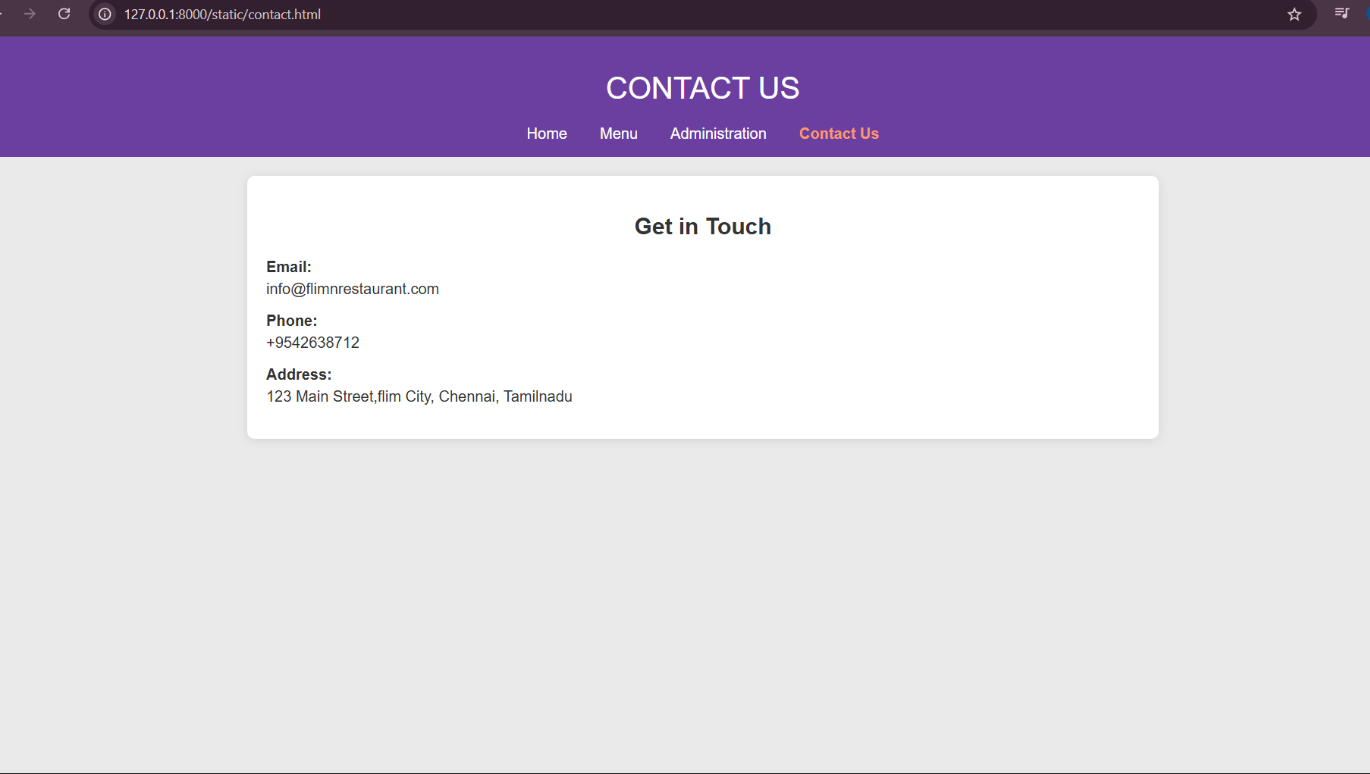 127.0.0.1:8000/static/contact.html
CONTACT US
Home Menu Administration Contact Us
Get in Touch
Email:
info@flimnrestaurant.com
Phone:
+9542638712
Address:
123 Main Street,flim City, Chennai, Tamilnadu